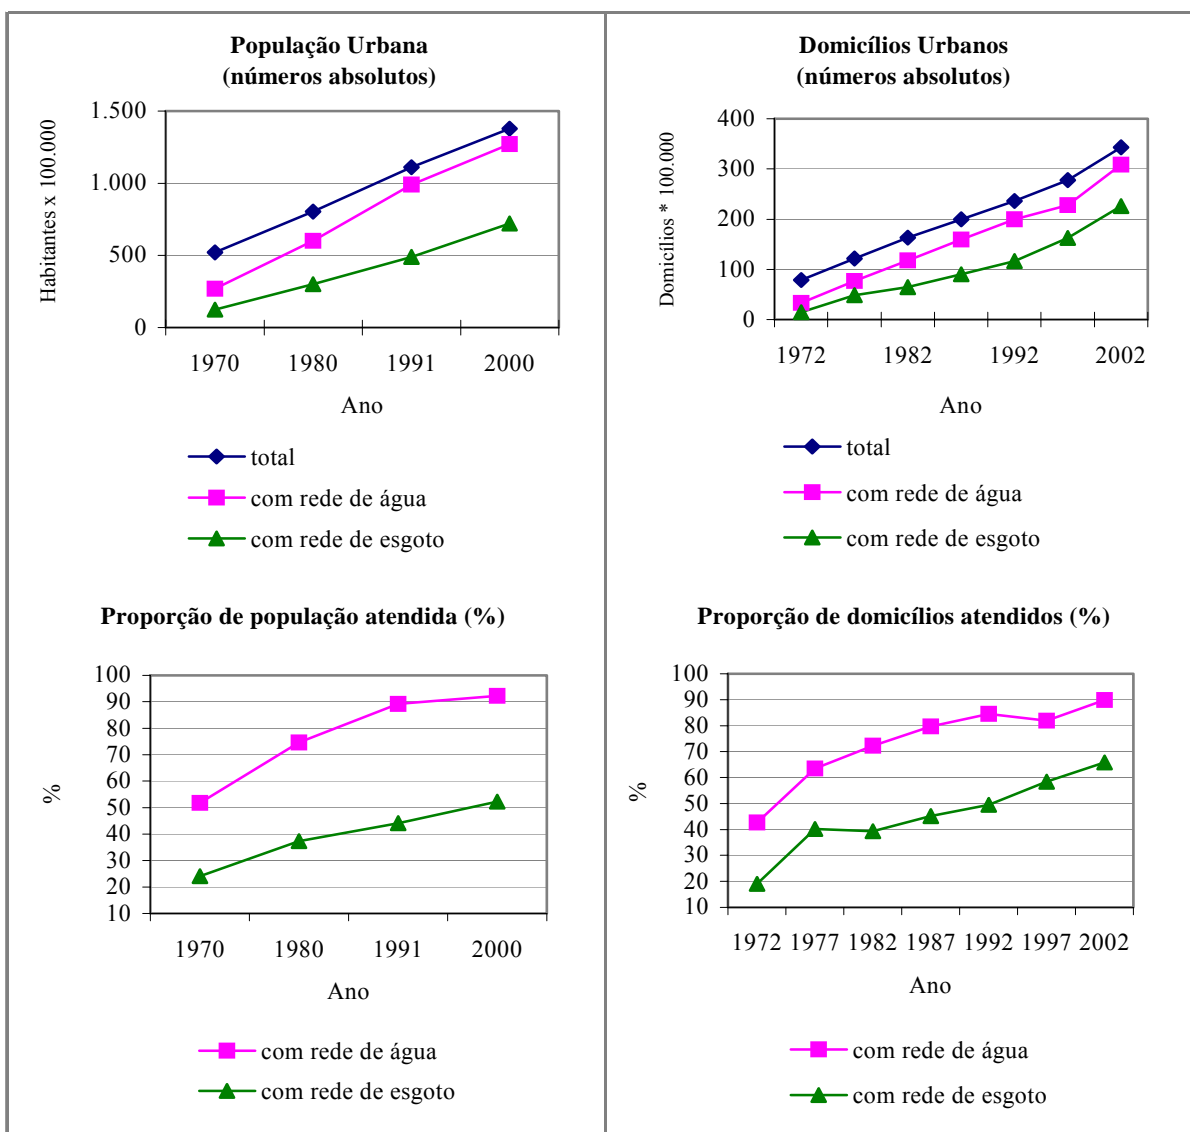 População Urbana
(números absolutos)
Habitantes x 100.000
1.500
1.000
500
0
1970 1980 1991 2000
Ano
total
com rede de água
com rede de esgoto
Domicílios Urbanos
(números absolutos)
Domicílios * 100.000
400
300
200
100
0
1972 1982 1992 2002
Ano
total
com rede de água
com rede de esgoto
Proporção de população atendida (%)
%
100
90
80
70
60
50
40
30
20
10
1970 1980 1991 2000
Ano
com rede de água
com rede de esgoto
Proporção de domicílios atendidos (%)
%
100
90
80
70
60
50
40
30
20
10
1972 1977 1982 1987 1992 1997 2002
Ano
com rede de água
com rede de esgoto